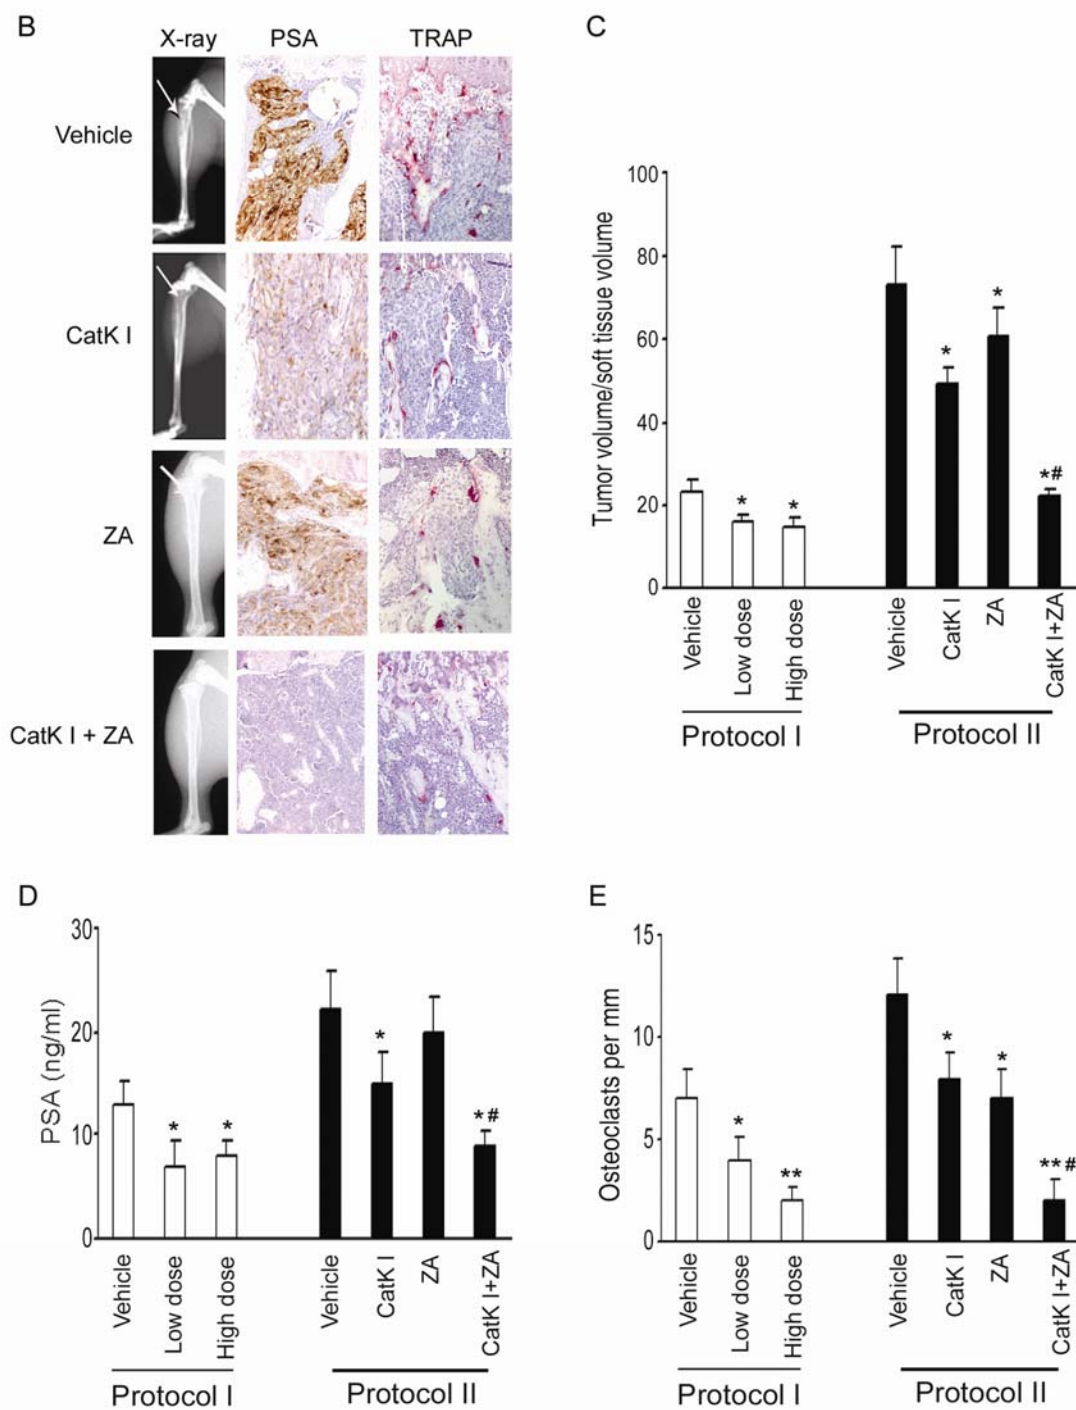 B
X-ray PSA TRAP
Vehicle
CatK I
ZA
CatK I + ZA
C
Tumor volume/soft tissue volume
100
80
60
40
20
0
* * * * *#
Vehicle Low dose High dose Vehicle CatK I ZA CatK I+ZA
Protocol I Protocol II
D
PSA (ng/ml)
30
20
10
0
* * * *#
Vehicle Low dose High dose Vehicle CatK I ZA CatK I+ZA
Protocol I Protocol II
E
Osteoclasts per mm
15
10
5
0
* ** * * **#
Vehicle Low dose High dose Vehicle CatK I ZA CatK I+ZA
Protocol I Protocol II